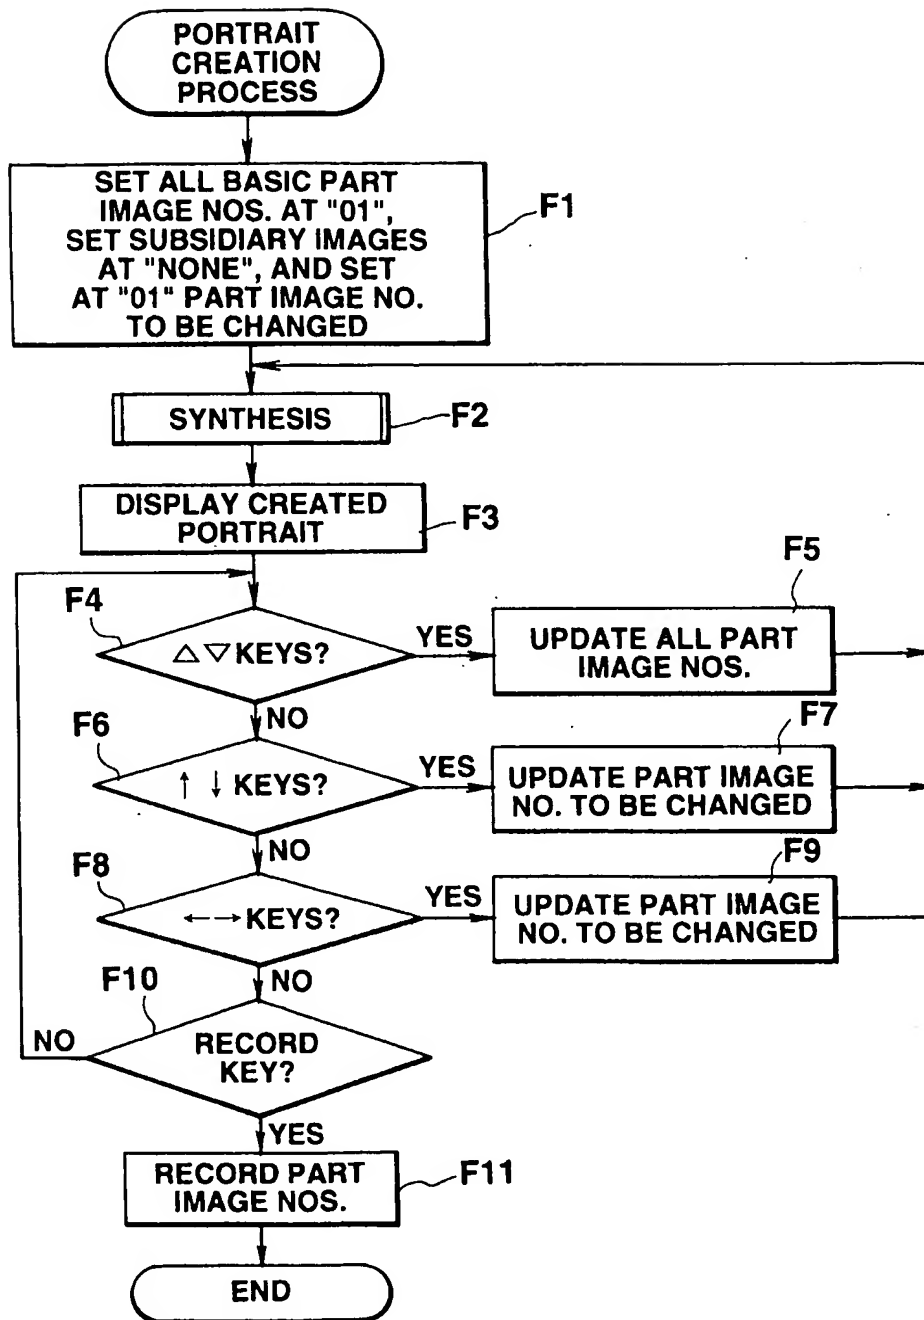 PORTRAIT
CREATION
PROCESS
SET ALL BASIC PART
IMAGE NOS. AT "01",
SET SUBSIDIARY IMAGES
AT "NONE", AND SET
AT "01" PART IMAGE NO.
TO BE CHANGED
F1
SYNTHESIS
F2
DISPLAY CREATED
PORTRAIT
F3
F4
△ ▽ KEYS?
YES
F5
UPDATE ALL PART
IMAGE NOS.
NO
F6
↑ ↓ KEYS?
YES
F7
UPDATE PART IMAGE
NO. TO BE CHANGED
NO
F8
←→ KEYS?
YES
F9
UPDATE PART IMAGE
NO. TO BE CHANGED
NO
F10
RECORD
KEY?
NO
YES
RECORD PART
IMAGE NOS.
F11
END